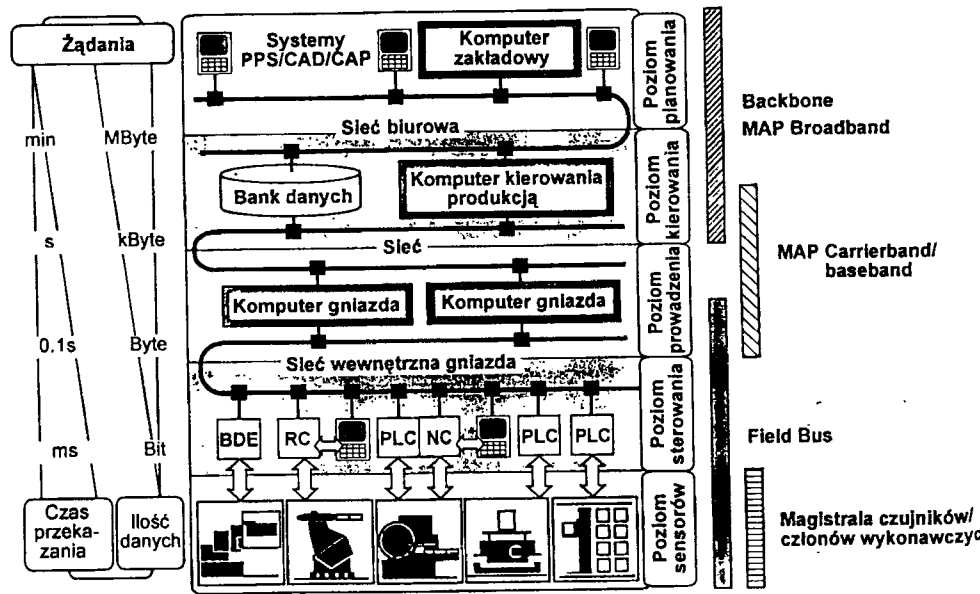 Żądania
min
MByte
s
kByte
0.1s
Byte
ms
Bit
Czas
przeka-
zania
Ilość
danych
Systemy
PPS/CAD/CAP
Komputer
zakładowy
Sieć biurowa
Bank danych
Komputer kierowania
produkcją
Sieć
Komputer gniazda
Komputer gniazda
Sieć wewnętrzna gniazda
BDE
RC
PLC
NC
PLC
PLC
Poziom
planowania
Poziom
kierowania
Poziom
prowadzenia
Poziom
sterowania
Poziom
sensorów
Backbone
MAP Broadband
MAP Carrierband/
baseband
Field Bus
Magistrala czujników/
członów wykonawczyc